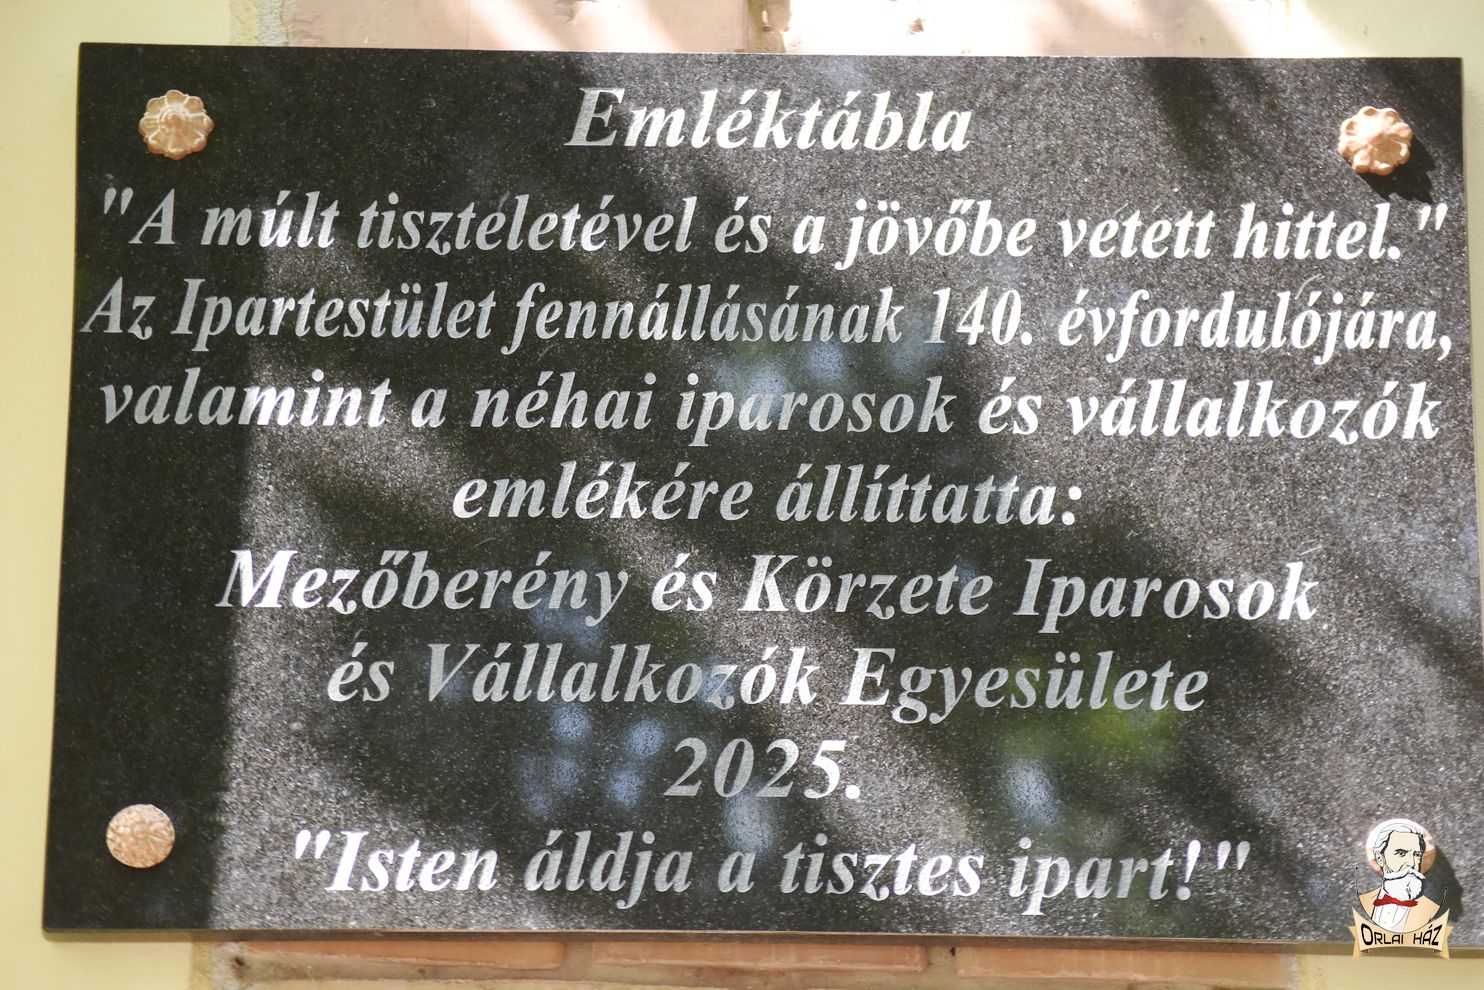 Emléktábla
"A múlt tiszteletével és a jövőbe vetett hittel."
Az Ipartestület fennállásának 140. évfordulójára,
valamint a néhai iparosok és vállalkozók
emlékére állíttatta:
Mezőberény és Körzete Iparosok
és Vállalkozók Egyesülete
2025.
"Isten áldja a tisztes ipart!"
ORLAI HÁZ